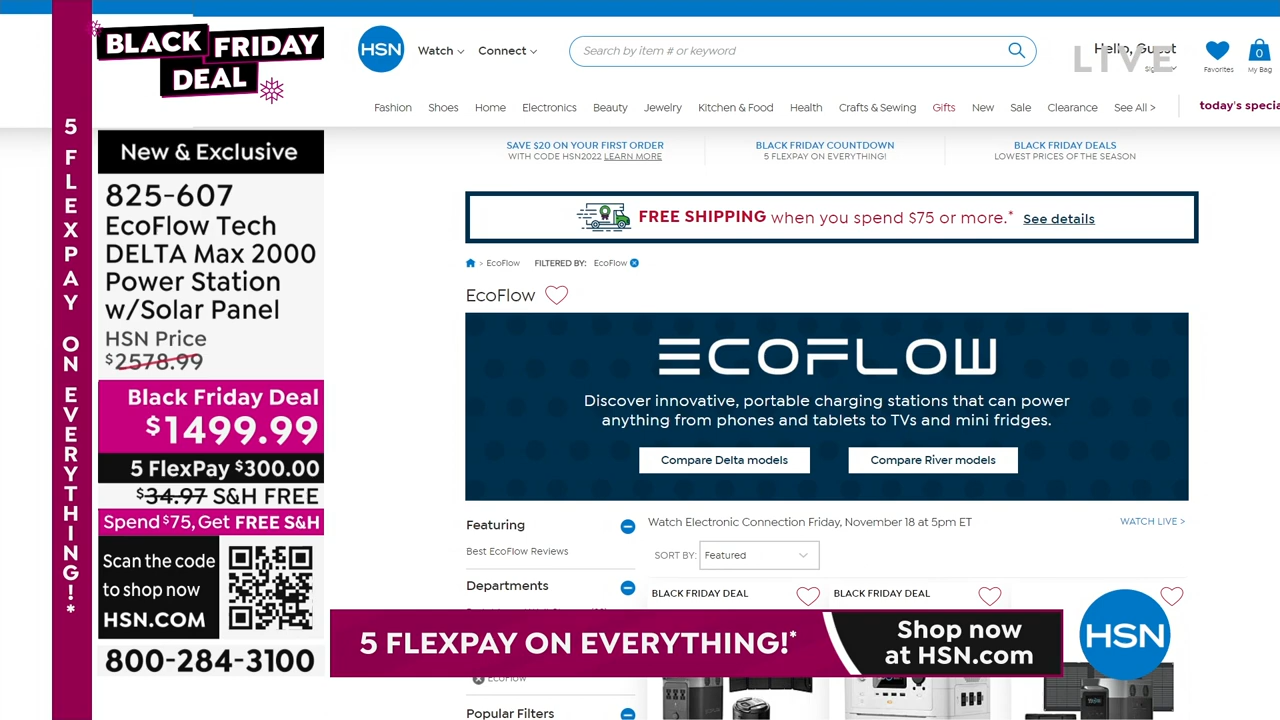 5 FLEXPAY ON EVERYTHING!*
BLACK FRIDAY
DEAL
New & Exclusive
825-607
EcoFlow Tech
DELTA Max 2000
Power Station
w/Solar Panel
HSN Price
$2578.99
Black Friday Deal
$1499.99
5 FlexPay $300.00
$34.97 S&H FREE
Spend $75, Get FREE S&H
Scan the code
to shop now
HSN.COM
800-284-3100
HSN
Watch
Connect
Search by item # or keyword
Hello, Guest
LIVE
Favorites
0
My Bag
Fashion Shoes Home Electronics Beauty Jewelry Kitchen & Food Health Crafts & Sewing Gifts New Sale Clearance See All >
today's specia
SAVE $20 ON YOUR FIRST ORDER
WITH CODE HSN2022 LEARN MORE
BLACK FRIDAY COUNTDOWN
5 FLEXPAY ON EVERYTHING!
BLACK FRIDAY DEALS
LOWEST PRICES OF THE SEASON
FREE SHIPPING when you spend $75 or more.* See details
> EcoFlow FILTERED BY: EcoFlow
EcoFlow
ECOFLOW
Discover innovative, portable charging stations that can power
anything from phones and tablets to TVs and mini fridges.
Compare Delta models
Compare River models
Featuring
Best EcoFlow Reviews
Departments
Watch Electronic Connection Friday, November 18 at 5pm ET
WATCH LIVE >
SORT BY: Featured
BLACK FRIDAY DEAL
BLACK FRIDAY DEAL
5 FLEXPAY ON EVERYTHING!*
Shop now
at HSN.com
HSN
EcoFlow
Popular Filters